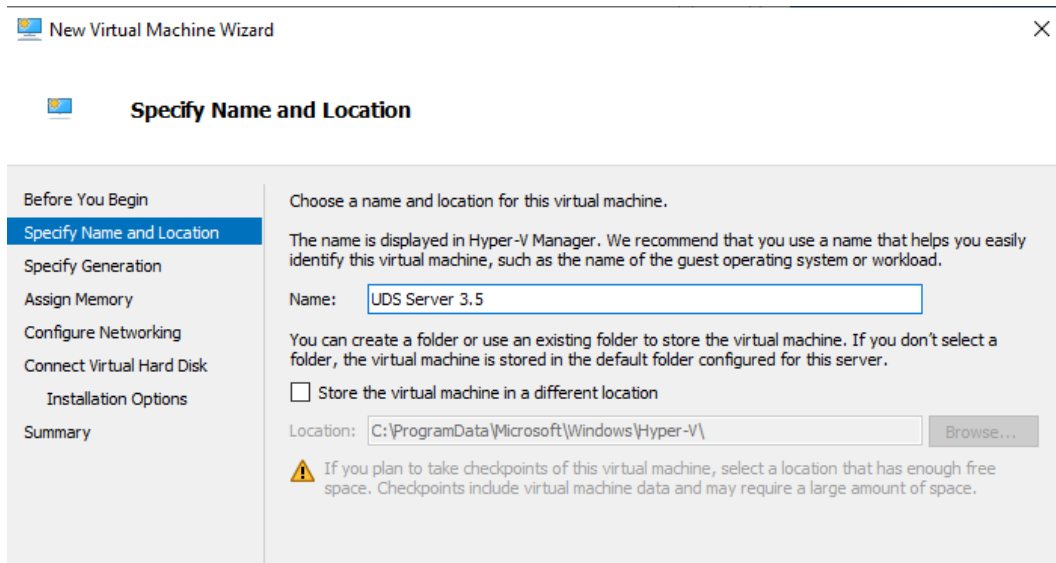 New Virtual Machine Wizard
Specify Name and Location
Before You Begin
Specify Name and Location
Specify Generation
Assign Memory
Configure Networking
Connect Virtual Hard Disk
Installation Options
Summary
Choose a name and location for this virtual machine.
The name is displayed in Hyper-V Manager. We recommend that you use a name that helps you easily
identify this virtual machine, such as the name of the guest operating system or workload.
Name: UDS Server 3.5
You can create a folder or use an existing folder to store the virtual machine. If you don't select a
folder, the virtual machine is stored in the default folder configured for this server.
Store the virtual machine in a different location
Location: C:\ProgramData\Microsoft\Windows\Hyper-V\ Browse...
If you plan to take checkpoints of this virtual machine, select a location that has enough free
space. Checkpoints include virtual machine data and may require a large amount of space.